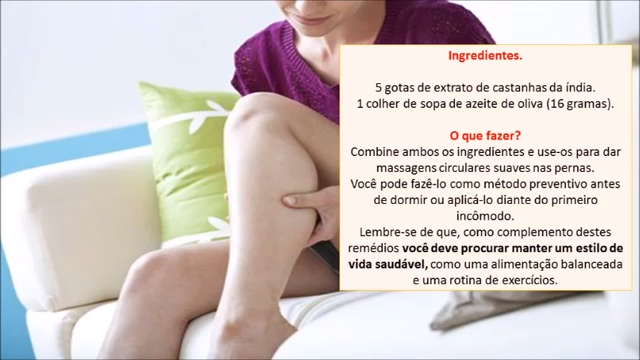 Ingredientes.
5 gotas de extrato de castanhas da índia.
1 colher de sopa de azeite de oliva (16 gramas).
O que fazer?
Combine ambos os ingredientes e use-os para dar
massagens circulares suaves nas pernas.
Você pode fazê-lo como método preventivo antes
de dormir ou aplicá-lo diante do primeiro
incômodo.
Lembre-se de que, como complemento destes
remédios você deve procurar manter um estilo de
vida saudável, como uma alimentação balanceada
e uma rotina de exercícios.